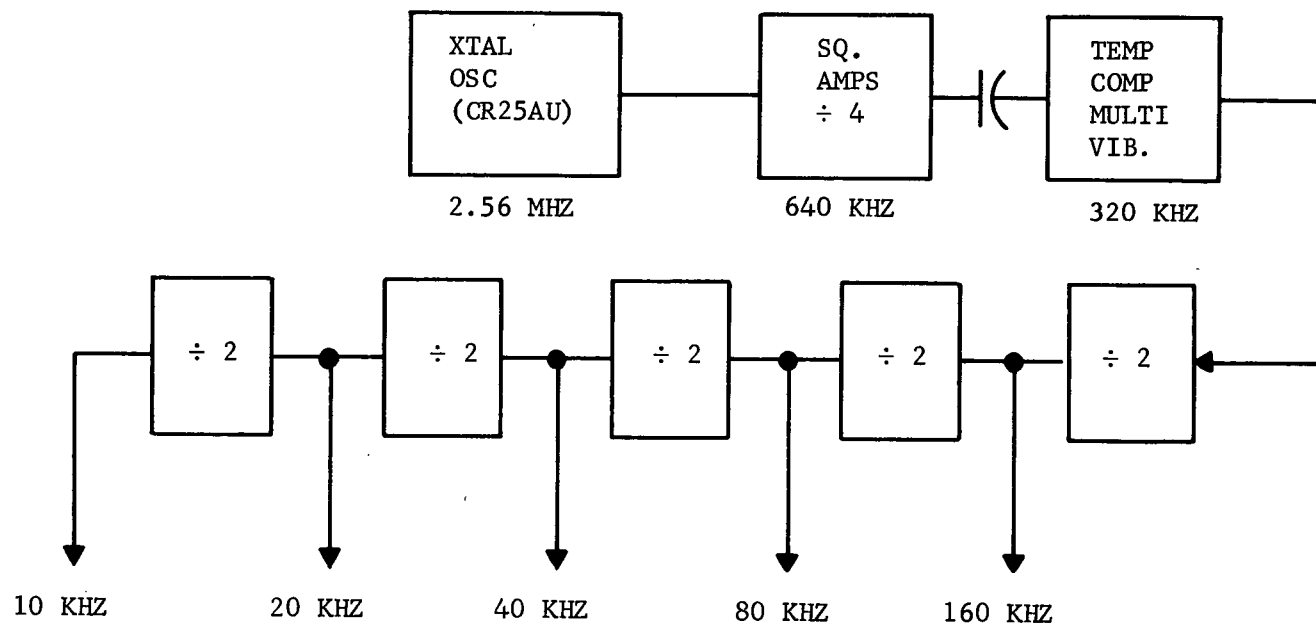 XTAL
OSC
(CR25AU)
SQ.
AMPS
÷ 4
TEMP
COMP
MULTI
VIB.
2.56 MHZ
640 KHZ
320 KHZ
÷ 2
÷ 2
÷ 2
÷ 2
÷ 2
10 KHZ
20 KHZ
40 KHZ
80 KHZ
160 KHZ